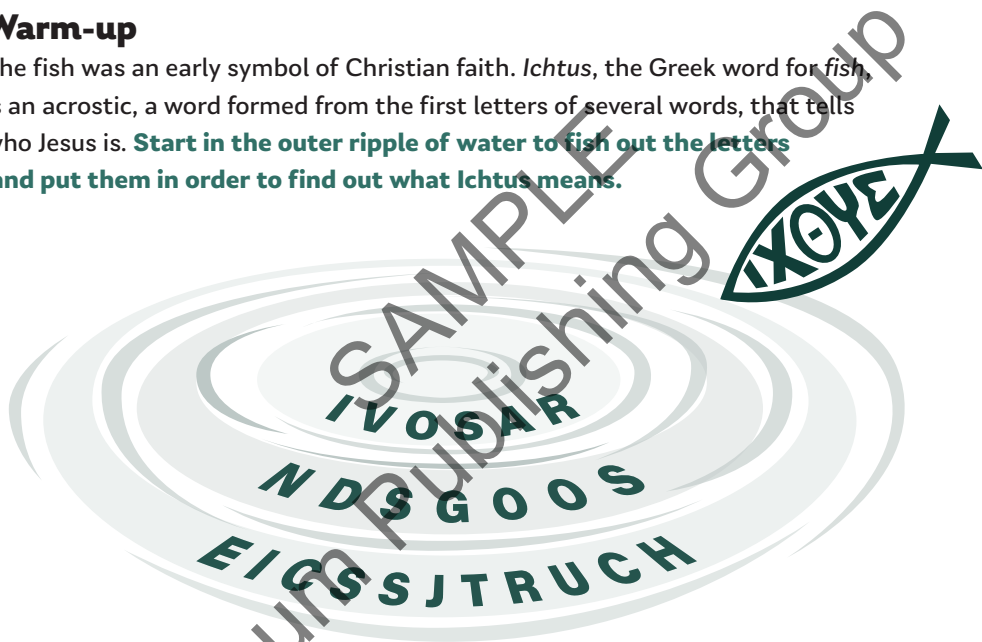 Warm-up
the fish was an early symbol of Christian faith. Ichtus, the Greek word for fish,
s an acrostic, a word formed from the first letters of several words, that tells
who Jesus is. Start in the outer ripple of water to fish out the letters
and put them in order to find out what Ichtus means.
ΙΧΘΥΣ
IVOSAR
NDSGOOS
EICSSJTRUCH
SAMPLE
um Publishing Group